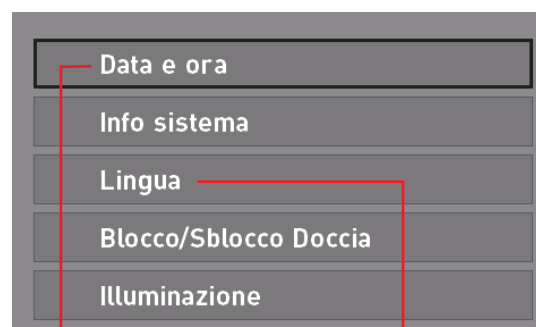 Data e ora
Info sistema
Lingua
Blocco/Sblocco Doccia
Illuminazione